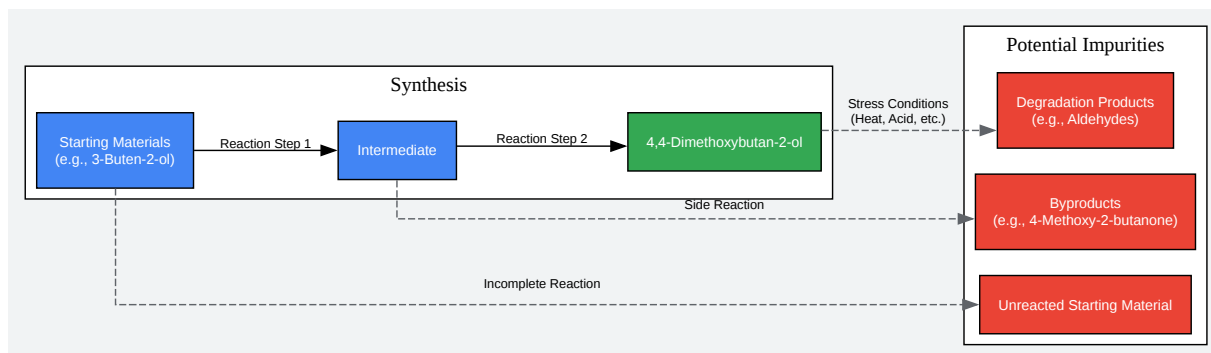 Potential Impurities
Synthesis
Starting Materials
(e.g., 3-Buten-2-ol)
Reaction Step 1
Intermediate
Reaction Step 2
4,4-Dimethoxybutan-2-ol
Stress Conditions
(Heat, Acid, etc.)
Degradation Products
(e.g., Aldehydes)
Side Reaction
Byproducts
(e.g., 4-Methoxy-2-butanone)
Incomplete Reaction
Unreacted Starting Material